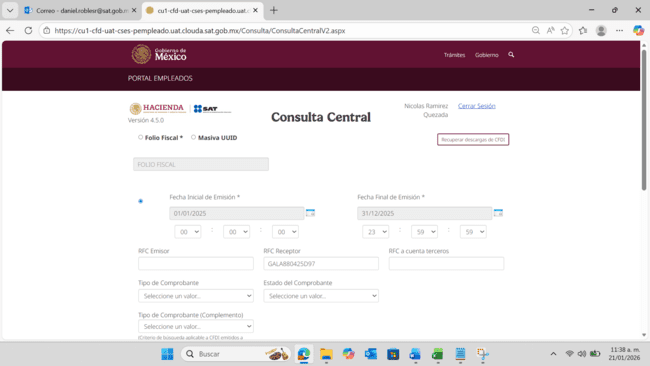 Correo - daniel.roblesr@sat.gob.m
cu1-cfd-uat-cses-pempleado.uat.c
https://cu1-cfd-uat-cses-pempleado.uat.clouda.sat.gob.mx/Consulta/ConsultaCentralV2.aspx
Gobierno de
México
Trámites
Gobierno
PORTAL EMPLEADOS
HACIENDA
SAT
Versión 4.5.0
Consulta Central
Nicolas Ramirez
Quezada
Cerrar Sesión
Folio Fiscal *
Masiva UUID
Recuperar descargas de CFDI
FOLIO FISCAL
Fecha Inicial de Emisión *
Fecha Final de Emisión *
01/01/2025
31/12/2025
00 : 00 : 00
23 : 59 : 59
RFC Emisor
RFC Receptor
RFC a cuenta terceros
GALA880425D97
Tipo de Comprobante
Estado del Comprobante
Seleccione un valor...
Seleccione un valor...
Tipo de Comprobante (Complemento)
Seleccione un valor...
(Criterio de búsqueda aplicable a CFDI emitidos a
Buscar
11:38 a. m.
21/01/2026